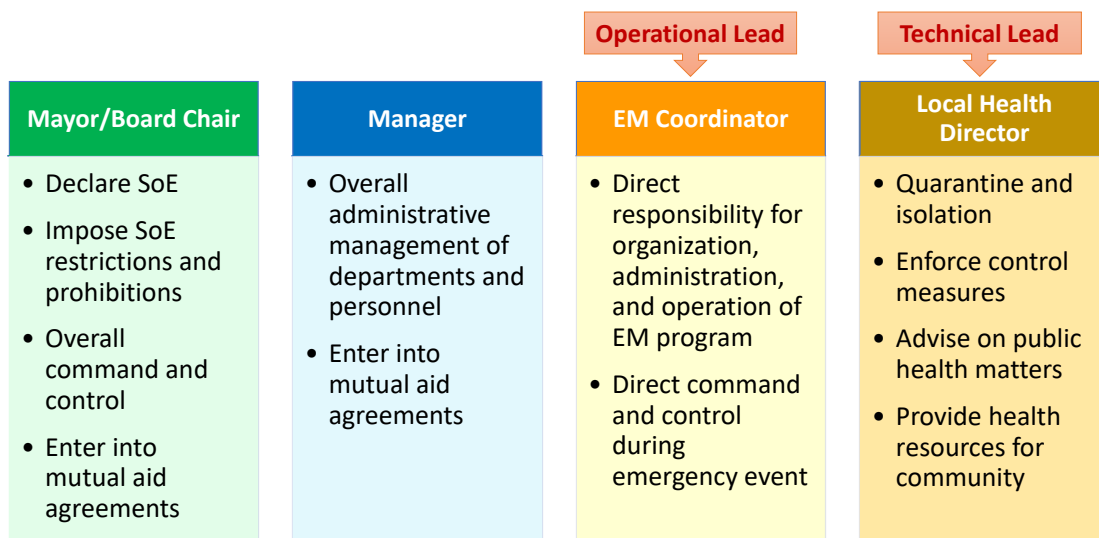 Operational Lead
Technical Lead
Mayor/Board Chair
• Declare SoE
• Impose SoE
restrictions and
prohibitions
• Overall
command and
control
• Enter into
mutual aid
agreements
Manager
• Overall
administrative
management of
departments and
personnel
• Enter into
mutual aid
agreements
EM Coordinator
• Direct
responsibility for
organization,
administration,
and operation of
EM program
• Direct command
and control
during
emergency event
Local Health
Director
• Quarantine and
isolation
• Enforce control
measures
• Advise on public
health matters
• Provide health
resources for
community